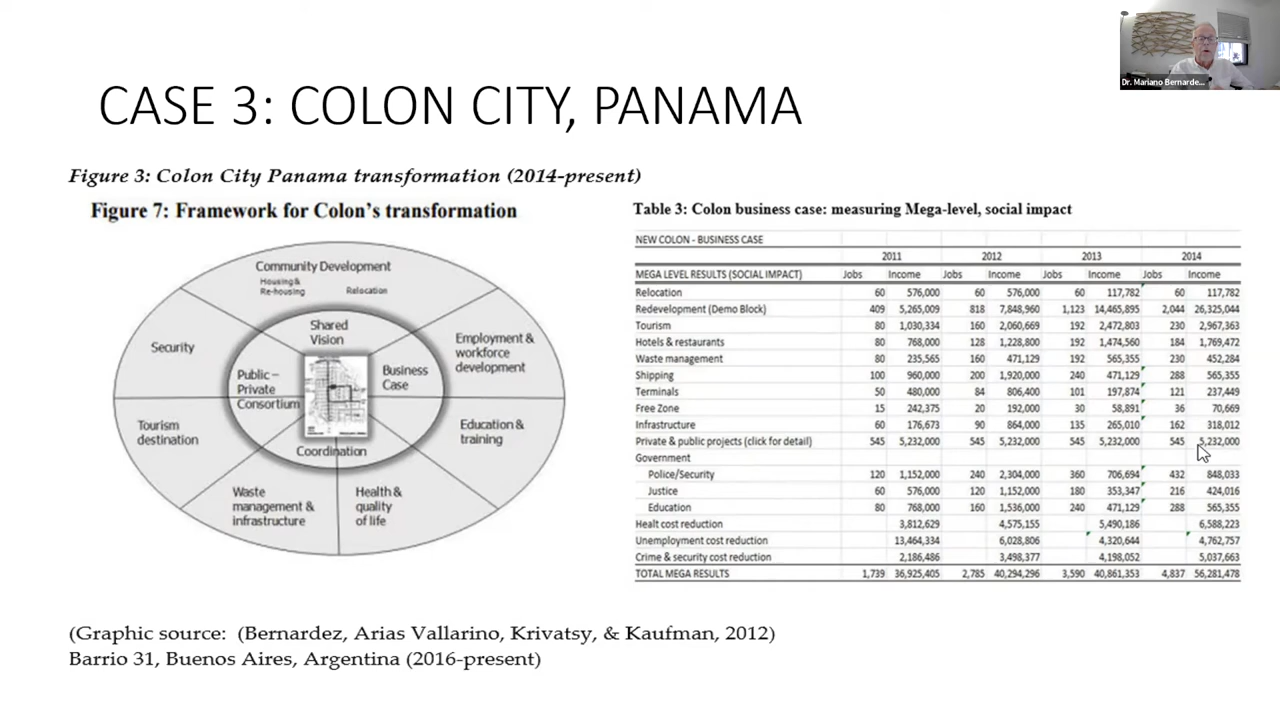 Dr. Mariano Bernarde...
CASE 3: COLON CITY, PANAMA
Figure 3: Colon City Panama transformation (2014-present)
Figure 7: Framework for Colon's transformation
Community Development
Housing &
Re-housing
Relocation
Security
Shared
Vision
Employment &
workforce
development
Public –
Private
Consortium
Business
Case
Tourism
destination
Education &
training
Coordination
Waste
management &
infrastructure
Health &
quality
of life
Table 3: Colon business case: measuring Mega-level, social impact
NEW COLON - BUSINESS CASE
2011 2012 2013 2014
MEGA LEVEL RESULTS (SOCIAL IMPACT) Jobs Income Jobs Income Jobs Income Jobs Income
Relocation 60 576,000 60 576,000 60 117,782 60 117,782
Redevelopment (Demo Block) 409 5,265,009 818 7,848,960 1,123 14,465,895 2,044 26,325,044
Tourism 80 1,030,334 160 2,060,669 192 2,472,803 230 2,967,363
Hotels & restaurants 80 768,000 128 1,228,800 192 1,474,560 184 1,769,472
Waste management 80 235,565 160 471,129 192 565,355 230 452,284
Shipping 100 960,000 200 1,920,000 240 471,129 288 565,355
Terminals 50 480,000 84 806,400 101 197,874 121 237,449
Free Zone 15 242,375 20 192,000 30 58,891 36 70,669
Infrastructure 60 176,673 90 864,000 135 265,010 162 318,012
Private & public projects (click for detail) 545 5,232,000 545 5,232,000 545 5,232,000 545 5,232,000
Government
Police/Security 120 1,152,000 240 2,304,000 360 706,694 432 848,033
Justice 60 576,000 120 1,152,000 180 353,347 216 424,016
Education 80 768,000 160 1,536,000 240 471,129 288 565,355
Healt cost reduction 3,812,629 4,575,155 5,490,186 6,588,223
Unemployment cost reduction 13,464,334 6,028,806 4,320,644 4,762,757
Crime & security cost reduction 2,186,486 3,498,377 4,198,052 5,037,663
TOTAL MEGA RESULTS 1,739 36,925,405 2,785 40,294,296 3,590 40,861,353 4,837 56,281,478
(Graphic source: (Bernardez, Arias Vallarino, Krivatsy, & Kaufman, 2012)
Barrio 31, Buenos Aires, Argentina (2016-present)